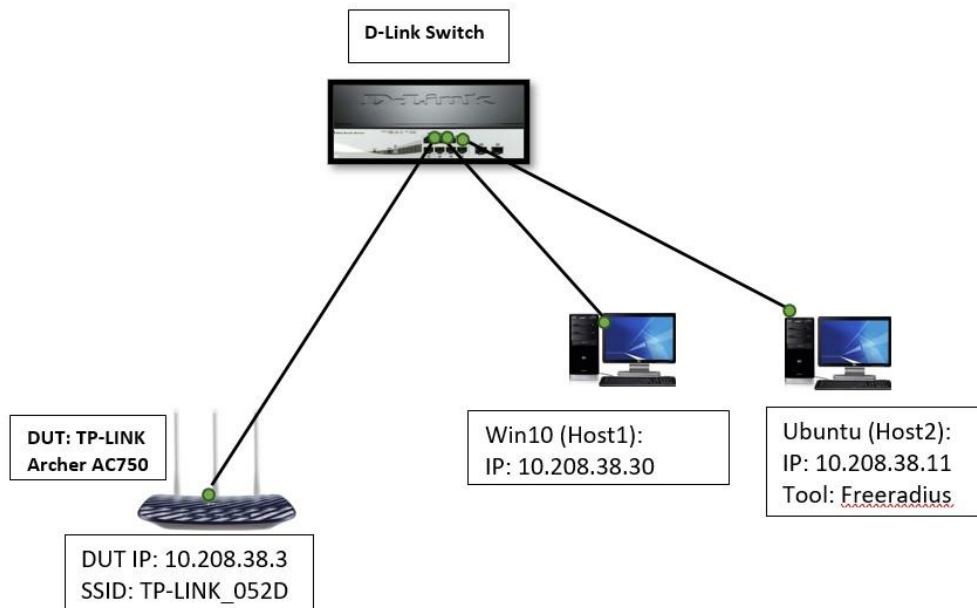 D-Link Switch
D-Link
DUT: TP-LINK
Archer AC750
Win10 (Host1):
IP: 10.208.38.30
Ubuntu (Host2):
IP: 10.208.38.11
Tool: Freeradius
DUT IP: 10.208.38.3
SSID: TP-LINK_052D